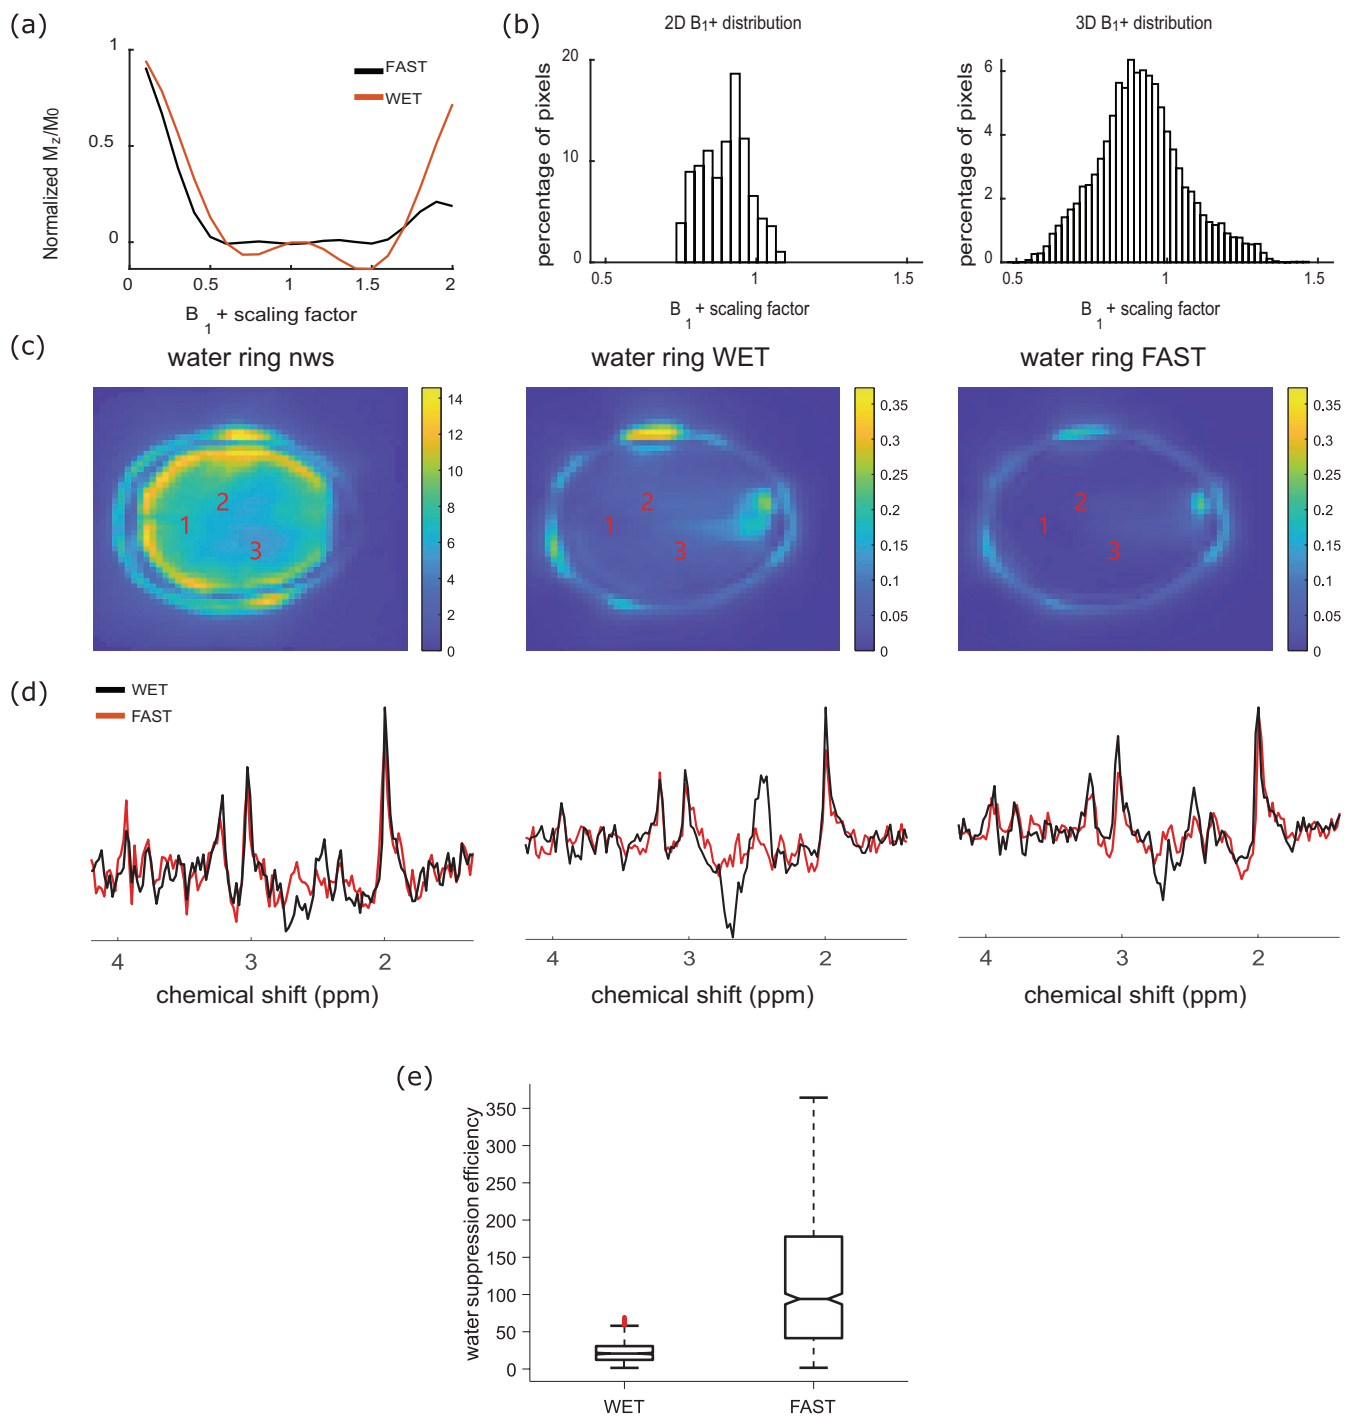 (a)
1
0.5
0
Normalized Mz/M0
FAST
WET
0
0.5
1
1.5
2
B1+ scaling factor
(b)
2D B1+ distribution
20
10
0
percentage of pixels
0.5
1
1.5
B1+ scaling factor
3D B1+ distribution
6
4
2
0
percentage of pixels
0.5
1
1.5
B1+ scaling factor
(c)
water ring nws
1
2
3
14
12
10
8
6
4
2
0
water ring WET
1
2
3
0.35
0.3
0.25
0.2
0.15
0.1
0.05
0
water ring FAST
1
2
3
0.35
0.3
0.25
0.2
0.15
0.1
0.05
0
(d)
WET
FAST
4 3 2
chemical shift (ppm)
4 3 2
chemical shift (ppm)
4 3 2
chemical shift (ppm)
(e)
water suppression efficiency
350
300
250
200
150
100
50
0
WET
FAST